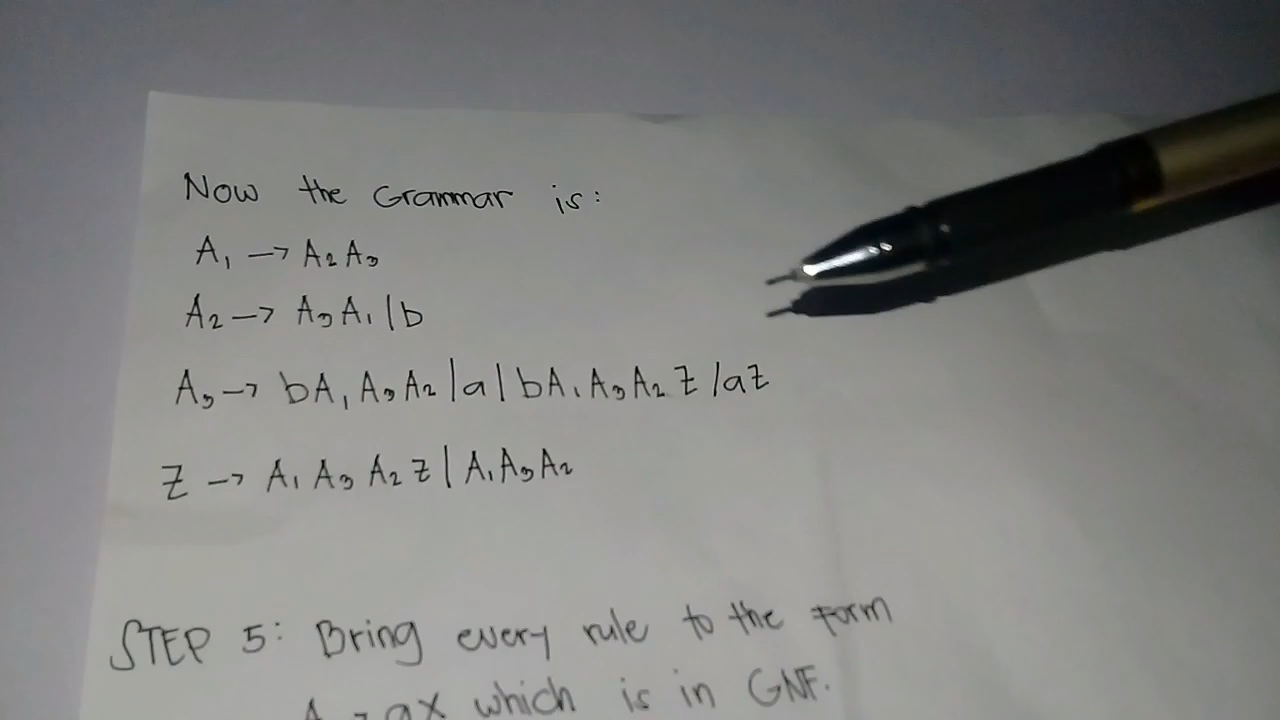 Now the Grammar is:
A₁ → A₂A₃
A₂ → A₃A₁|b
A₃ → bA₁A₃A₂|a|bA₁A₃A₂Z|aZ
Z → A₁A₃A₂Z|A₁A₃A₂
STEP 5: Bring every rule to the form
A → ax which is in GNF.